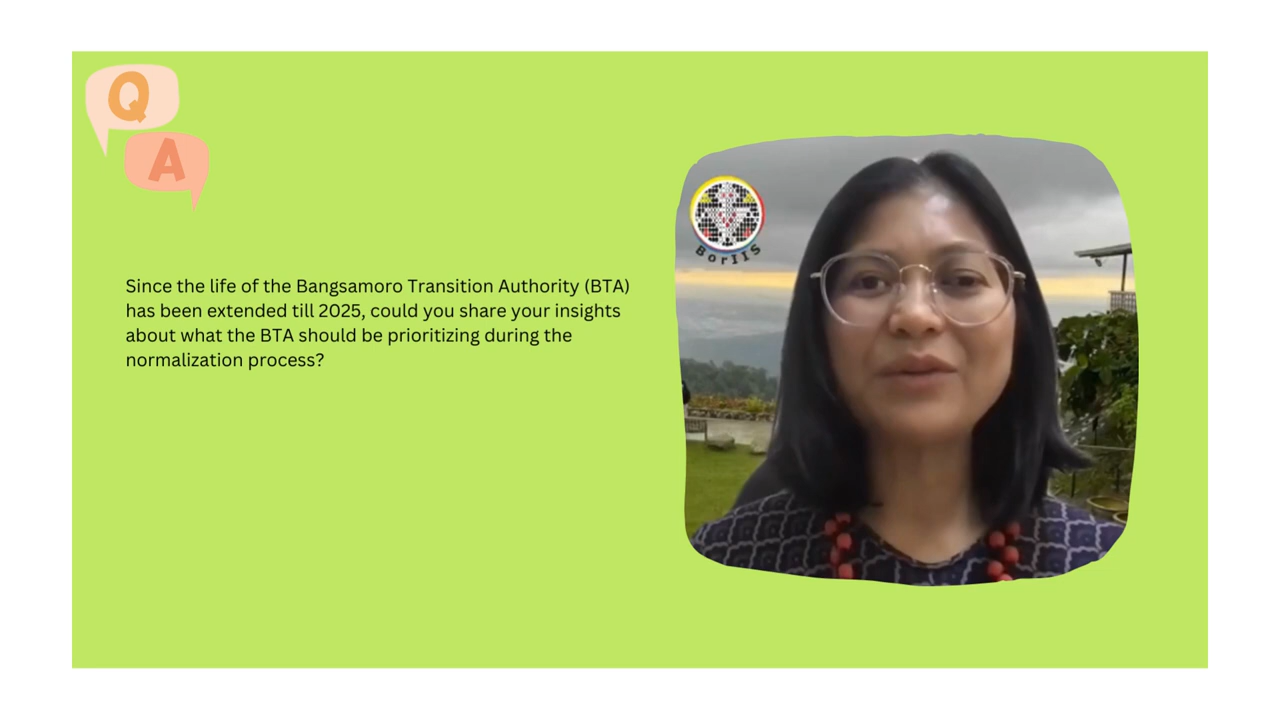 Q
A
Since the life of the Bangsamoro Transition Authority (BTA)
has been extended till 2025, could you share your insights
about what the BTA should be prioritizing during the
normalization process?
BorIIS